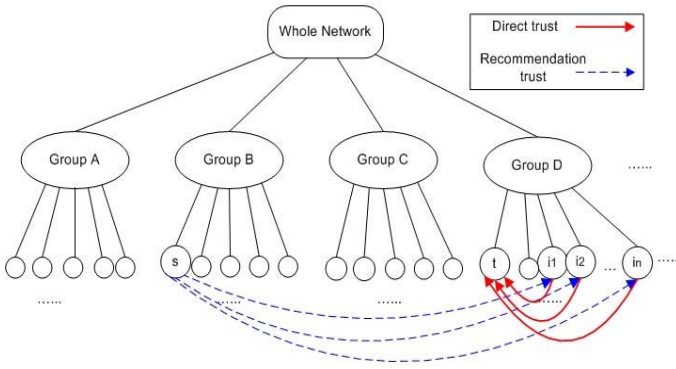 Whole Network
Direct trust
Recommendation
trust
Group A
Group B
Group C
Group D
......
s
t
i1
i2
...
in
.....
......
......
......
......